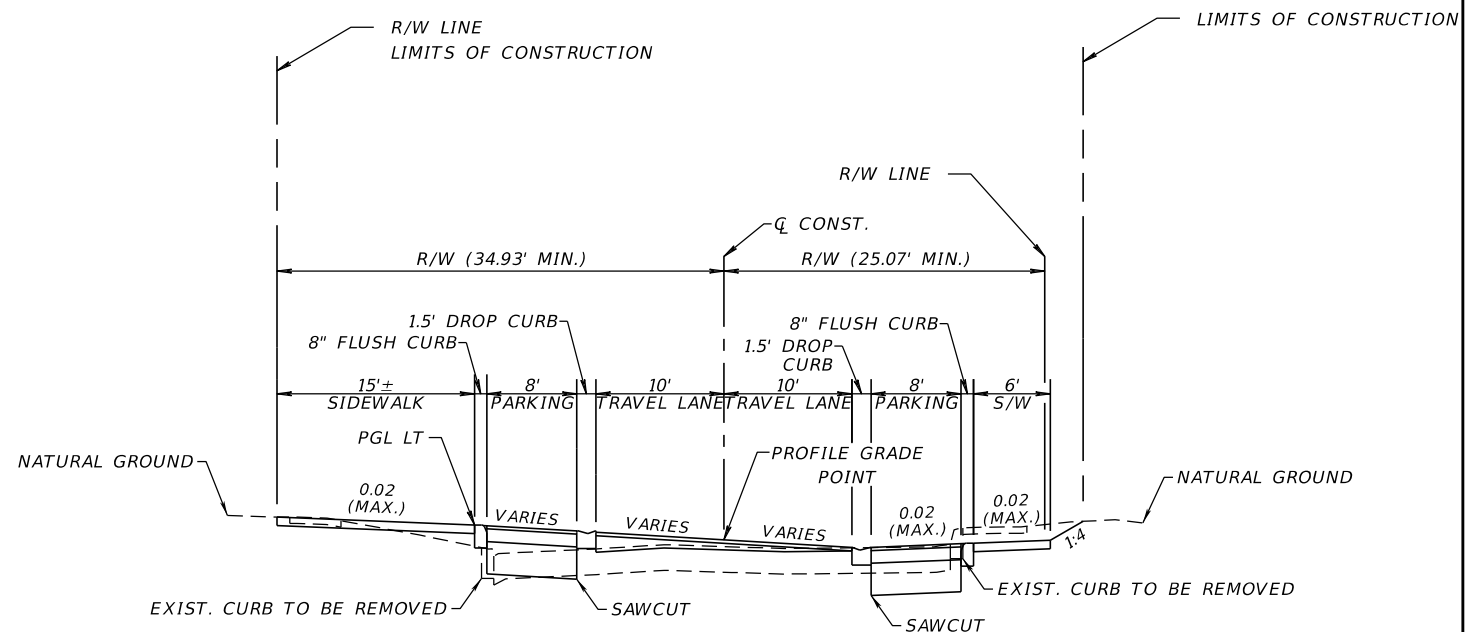 LIMITS OF CONSTRUCTION
R/W LINE
LIMITS OF CONSTRUCTION
R/W LINE
℄ CONST.
R/W (34.93' MIN.)
R/W (25.07' MIN.)
1.5' DROP CURB
8" FLUSH CURB
8" FLUSH CURB
1.5' DROP
CURB
15'±
SIDEWALK
8'
PARKING
10'
TRAVEL LANE
10'
TRAVEL LANE
8'
PARKING
6'
S/W
PGL LT
PROFILE GRADE
POINT
NATURAL GROUND
NATURAL GROUND
0.02
(MAX.)
VARIES
VARIES
VARIES
0.02
(MAX.)
0.02
(MAX.)
1:4
EXIST. CURB TO BE REMOVED
SAWCUT
EXIST. CURB TO BE REMOVED
SAWCUT